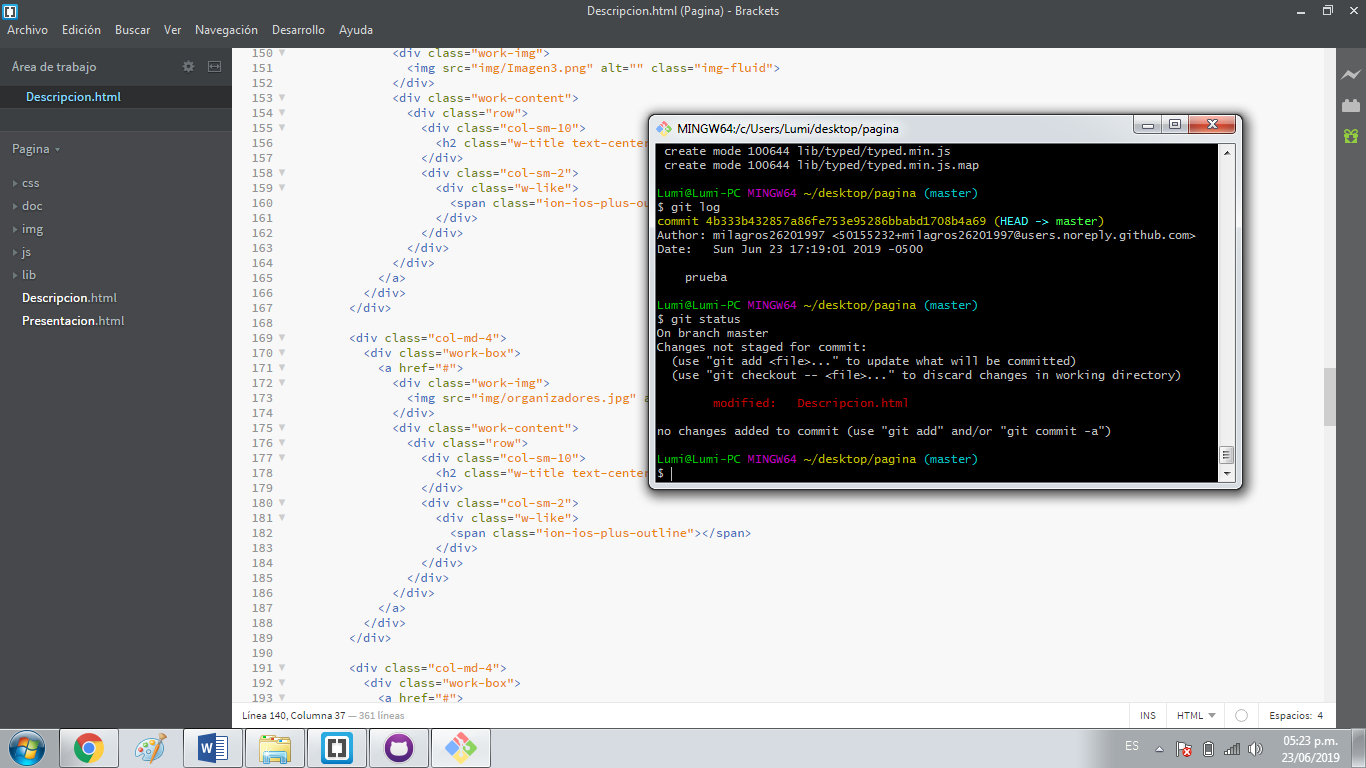 Descripcion.html (Pagina) - Brackets
Archivo Edición Buscar Ver Navegación Desarrollo Ayuda
Área de trabajo
Descripcion.html
Pagina
css
doc
img
js
lib
Descripcion.html
Presentacion.html
150 <div class="work-img">
151 <img src="img/Imagen3.png" alt="" class="img-fluid">
152 </div>
153 <div class="work-content">
154 <div class="row">
155 <div class="col-sm-10">
156 <h2 class="w-title text-center
157 </div>
158 <div class="col-sm-2">
159 <div class="w-like">
160 <span class="ion-ios-plus-ou
161 </div>
162 </div>
163 </div>
164 </div>
165 </a>
166 </div>
167 </div>
168
169 <div class="col-md-4">
170 <div class="work-box">
171 <a href="#">
172 <div class="work-img">
173 <img src="img/organizadores.jpg" a
174 </div>
175 <div class="work-content">
176 <div class="row">
177 <div class="col-sm-10">
178 <h2 class="w-title text-center
179 </div>
180 <div class="col-sm-2">
181 <div class="w-like">
182 <span class="ion-ios-plus-outline"></span>
183 </div>
184 </div>
185 </div>
186 </div>
187 </a>
188 </div>
189 </div>
190
191 <div class="col-md-4">
192 <div class="work-box">
193 <a href="#">
MINGW64:/c/Users/Lumi/desktop/pagina
create mode 100644 lib/typed/typed.min.js
create mode 100644 lib/typed/typed.min.js.map
Lumi@Lumi-PC MINGW64 ~/desktop/pagina (master)
$ git log
commit 4b333b432857a86fe753e95286bbabd1708b4a69 (HEAD -> master)
Author: milagros26201997 <50155232+milagros26201997@users.noreply.github.com>
Date: Sun Jun 23 17:19:01 2019 -0500
prueba
Lumi@Lumi-PC MINGW64 ~/desktop/pagina (master)
$ git status
On branch master
Changes not staged for commit:
(use "git add <file>..." to update what will be committed)
(use "git checkout -- <file>..." to discard changes in working directory)
modified: Descripcion.html
no changes added to commit (use "git add" and/or "git commit -a")
Lumi@Lumi-PC MINGW64 ~/desktop/pagina (master)
$
Línea 140, Columna 37 — 361 líneas
INS HTML Espacios: 4
ES
05:23 p.m.
23/06/2019